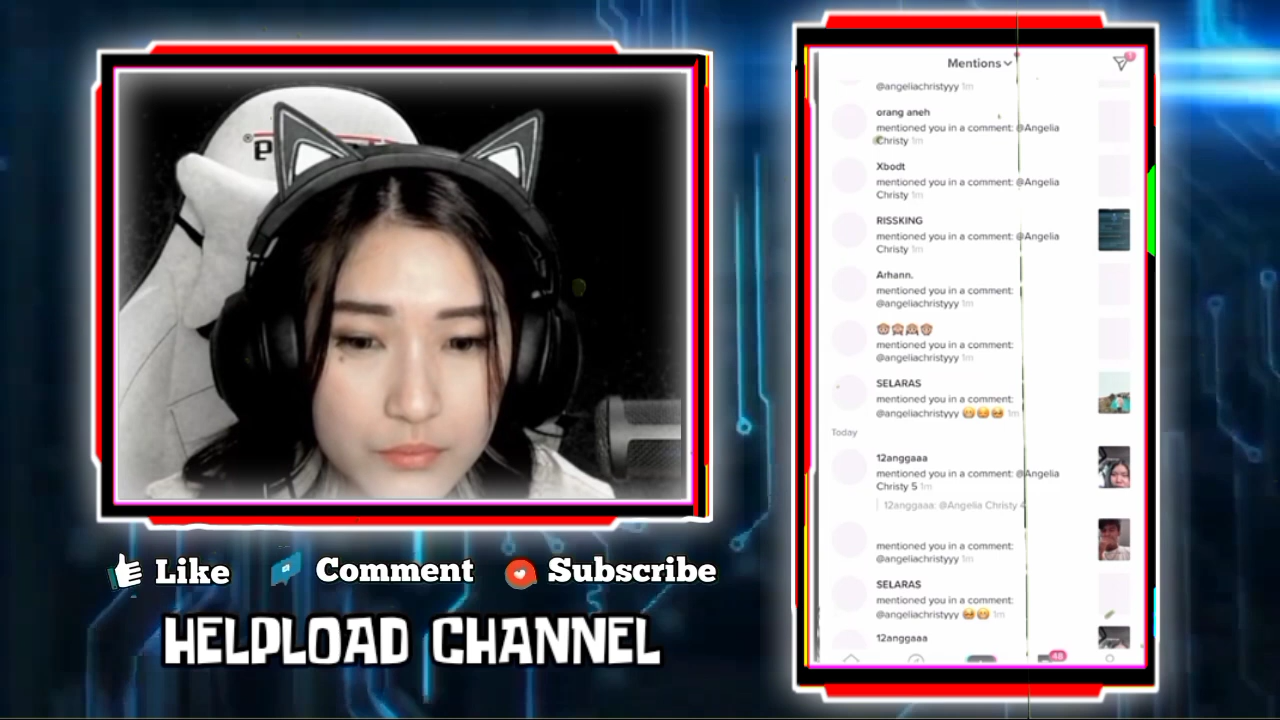 Like
Comment
Subscribe
HELPLOAD CHANNEL
Mentions
1
@angeliachristyyy 1m
orang aneh
mentioned you in a comment: @Angelia
Christy 1m
Xbodt
mentioned you in a comment: @Angelia
Christy 1m
RISSKING
mentioned you in a comment: @Angelia
Christy 1m
Arhann.
mentioned you in a comment:
@angeliachristyyy 1m
🙈🙈🙈🙈
mentioned you in a comment:
@angeliachristyyy 1m
SELARAS
mentioned you in a comment:
@angeliachristyyy 1m
Today
12anggaaa
mentioned you in a comment: @Angelia
Christy 5 1m
12anggaaa: @Angelia Christy 4
mentioned you in a comment:
@angeliachristyyy 1m
SELARAS
mentioned you in a comment:
@angeliachristyyy 1m
12anggaaa
48